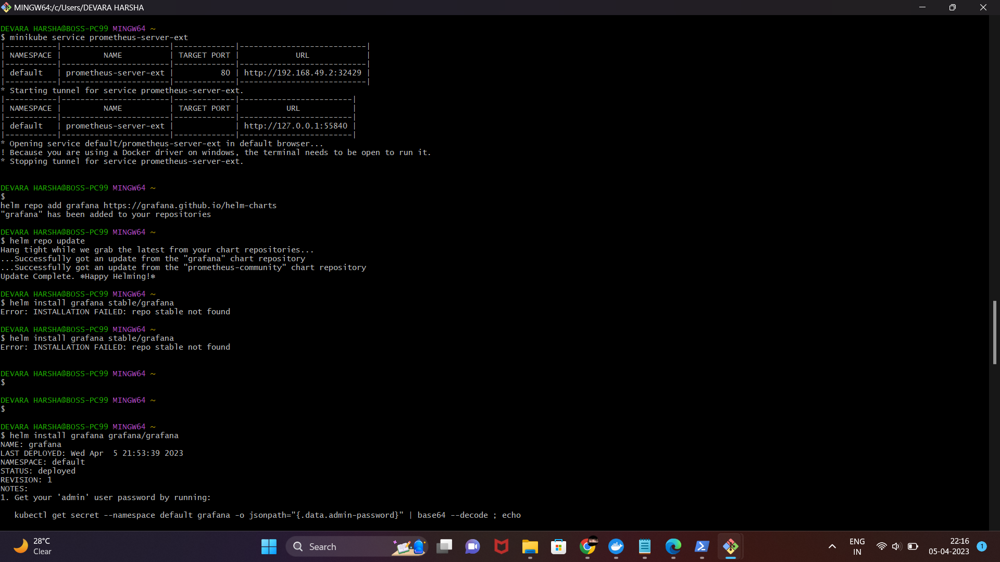 MINGW64:/c/Users/DEVARA HARSHA
DEVARA HARSHA@BOSS-PC99 MINGW64 ~
$ minikube service prometheus-server-ext
|-----------|-----------------------|-------------|---------------------------|
| NAMESPACE |         NAME          | TARGET PORT |            URL            |
|-----------|-----------------------|-------------|---------------------------|
| default   | prometheus-server-ext |          80 | http://192.168.49.2:32429 |
|-----------|-----------------------|-------------|---------------------------|
* Starting tunnel for service prometheus-server-ext.
|-----------|-----------------------|-------------|------------------------|
| NAMESPACE |         NAME          | TARGET PORT |          URL           |
|-----------|-----------------------|-------------|------------------------|
| default   | prometheus-server-ext |             | http://127.0.0.1:55840 |
|-----------|-----------------------|-------------|------------------------|
* Opening service default/prometheus-server-ext in default browser...
! Because you are using a Docker driver on windows, the terminal needs to be open to run it.
* Stopping tunnel for service prometheus-server-ext.
DEVARA HARSHA@BOSS-PC99 MINGW64 ~
$
helm repo add grafana https://grafana.github.io/helm-charts
"grafana" has been added to your repositories
DEVARA HARSHA@BOSS-PC99 MINGW64 ~
$ helm repo update
Hang tight while we grab the latest from your chart repositories...
...Successfully got an update from the "grafana" chart repository
...Successfully got an update from the "prometheus-community" chart repository
Update Complete. ⎈Happy Helming!⎈
DEVARA HARSHA@BOSS-PC99 MINGW64 ~
$ helm install grafana stable/grafana
Error: INSTALLATION FAILED: repo stable not found
DEVARA HARSHA@BOSS-PC99 MINGW64 ~
$ helm install grafana stable/grafana
Error: INSTALLATION FAILED: repo stable not found
DEVARA HARSHA@BOSS-PC99 MINGW64 ~
$
DEVARA HARSHA@BOSS-PC99 MINGW64 ~
$
DEVARA HARSHA@BOSS-PC99 MINGW64 ~
$ helm install grafana grafana/grafana
NAME: grafana
LAST DEPLOYED: Wed Apr  5 21:53:39 2023
NAMESPACE: default
STATUS: deployed
REVISION: 1
NOTES:
1. Get your 'admin' user password by running:
   kubectl get secret --namespace default grafana -o jsonpath="{.data.admin-password}" | base64 --decode ; echo
28°C
Clear
Search
ENG
IN
22:16
05-04-2023
1